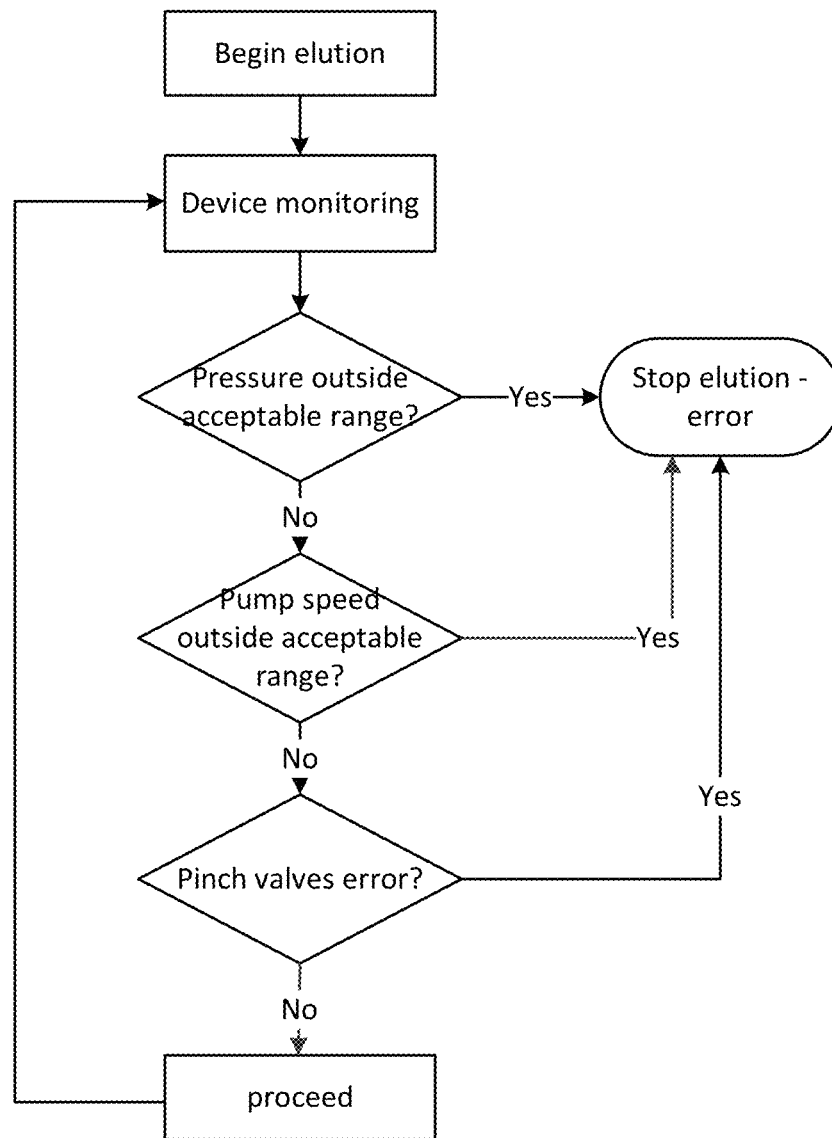 Begin elution
Device monitoring
Pressure outside
acceptable range?
Yes
Stop elution -
error
No
Pump speed
outside acceptable
range?
Yes
No
Pinch valves error?
Yes
No
proceed